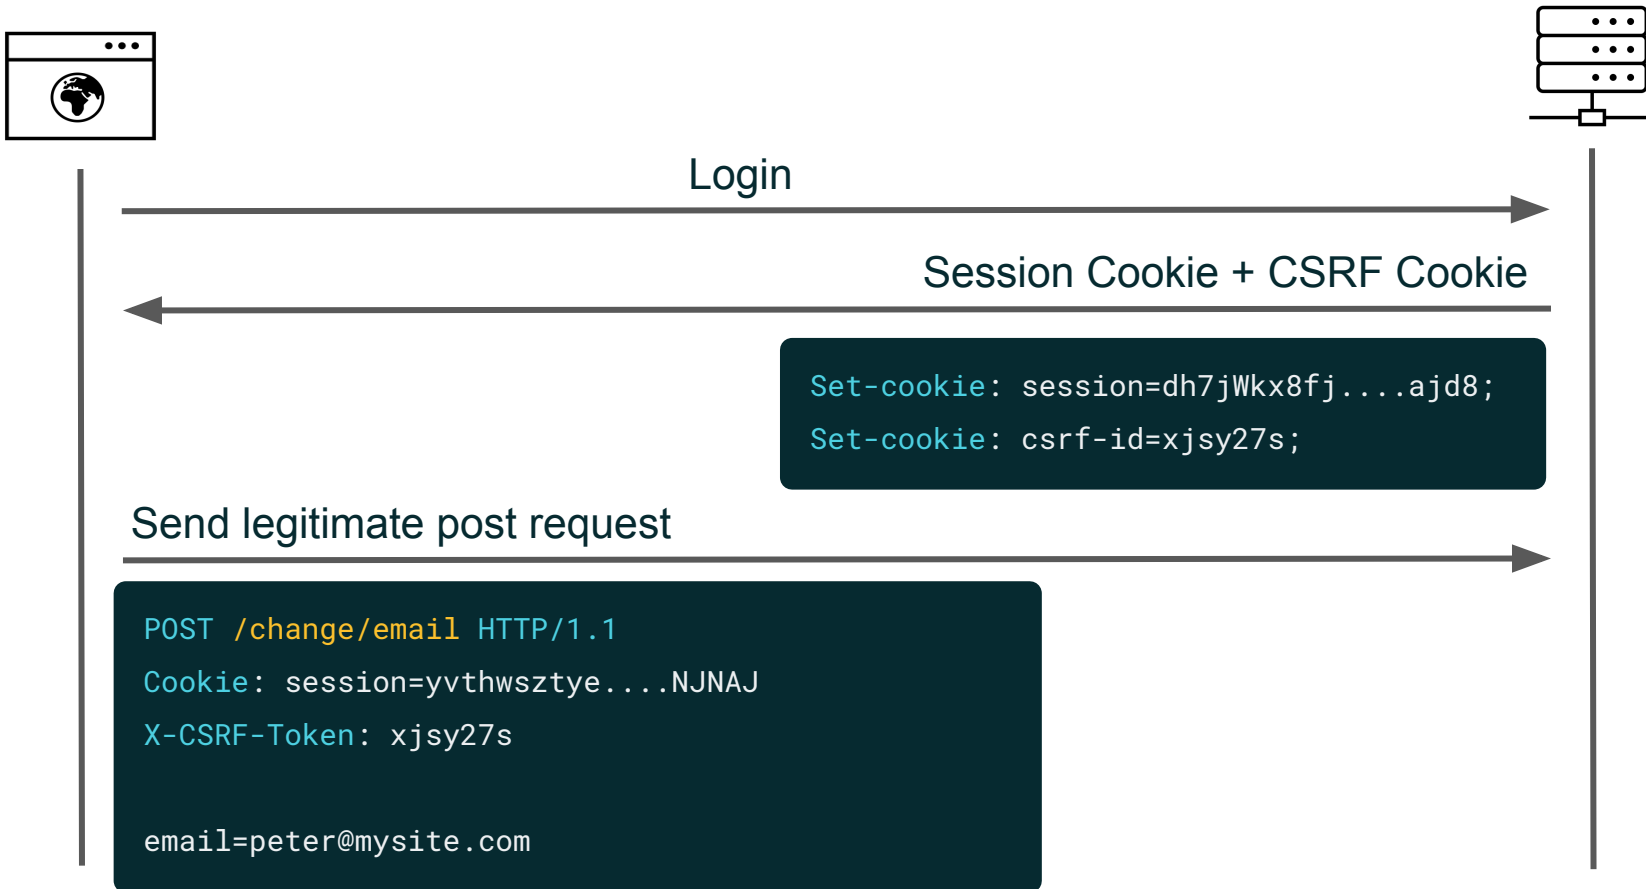 Login
Session Cookie + CSRF Cookie
Set-cookie: session=dh7jWkx8fj....ajd8;
Set-cookie: csrf-id=xjsy27s;
Send legitimate post request
POST /change/email HTTP/1.1
Cookie: session=yvthwsztye....NJNAJ
X-CSRF-Token: xjsy27s
email=peter@mysite.com